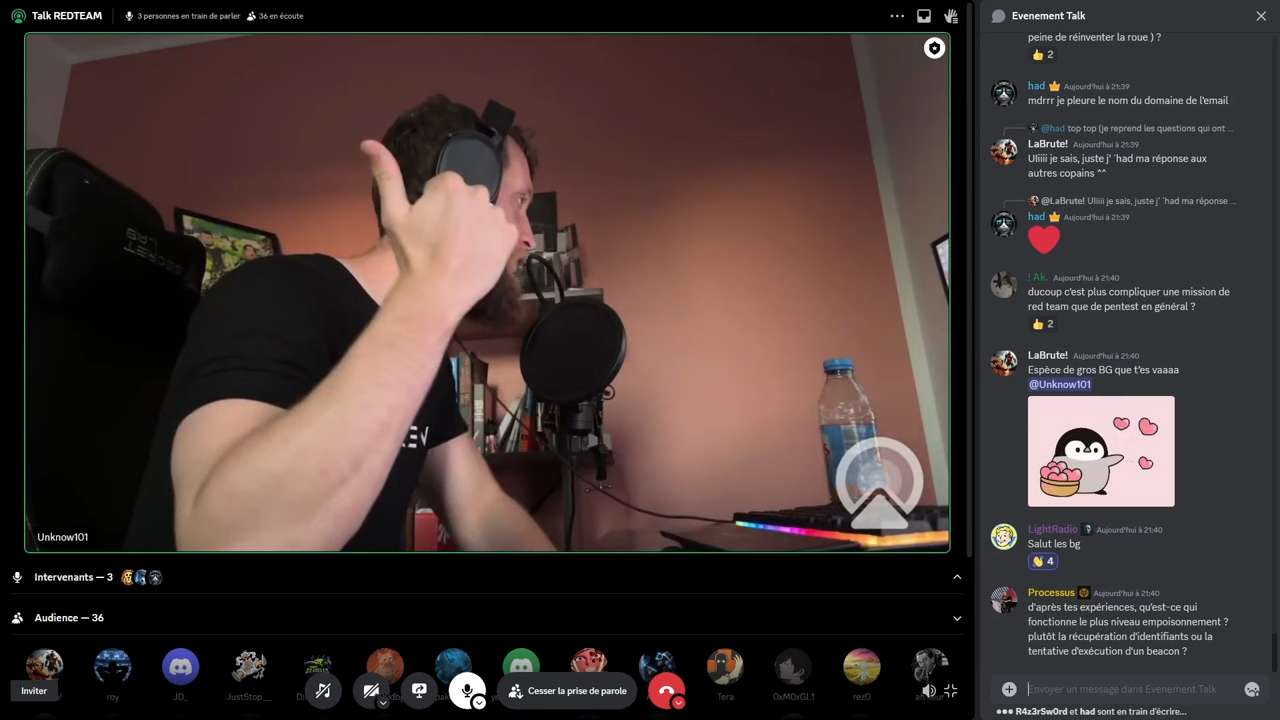 Talk REDTEAM
3 personnes en train de parler
36 en écoute
SECRET
LAB
EV
Unknow101
Intervenants — 3
Audience — 36
roy
JD_
JustStop__
Tera
0xM0xGL1
rez0
Inviter
Cesser la prise de parole
Evenement Talk
peine de réinventer la roue ) ?
2
had Aujourd'hui à 21:39
mdrrr je pleure le nom du domaine de l'email
@had top top (je reprend les questions qui ont ...
LaBrute! Aujourd'hui à 21:39
Uliiii je sais, juste j' ´had ma réponse aux
autres copains ^^
@LaBrute! Uliiii je sais, juste j' ´had ma réponse ...
had Aujourd'hui à 21:39
! Ak. Aujourd'hui à 21:40
ducoup c'est plus compliquer une mission de
red team que de pentest en général ?
2
LaBrute! Aujourd'hui à 21:40
Espèce de gros BG que t'es vaaaa
@Unknow101
LightRadio Aujourd'hui à 21:40
Salut les bg
4
Processus Aujourd'hui à 21:40
d'après tes expériences, qu'est-ce qui
fonctionne le plus niveau empoisonnement ?
plutôt la récupération d'identifiants ou la
tentative d'exécution d'un beacon ?
Envoyer un message dans Evenement Talk
R4z3rSw0rd et had sont en train d'écrire...